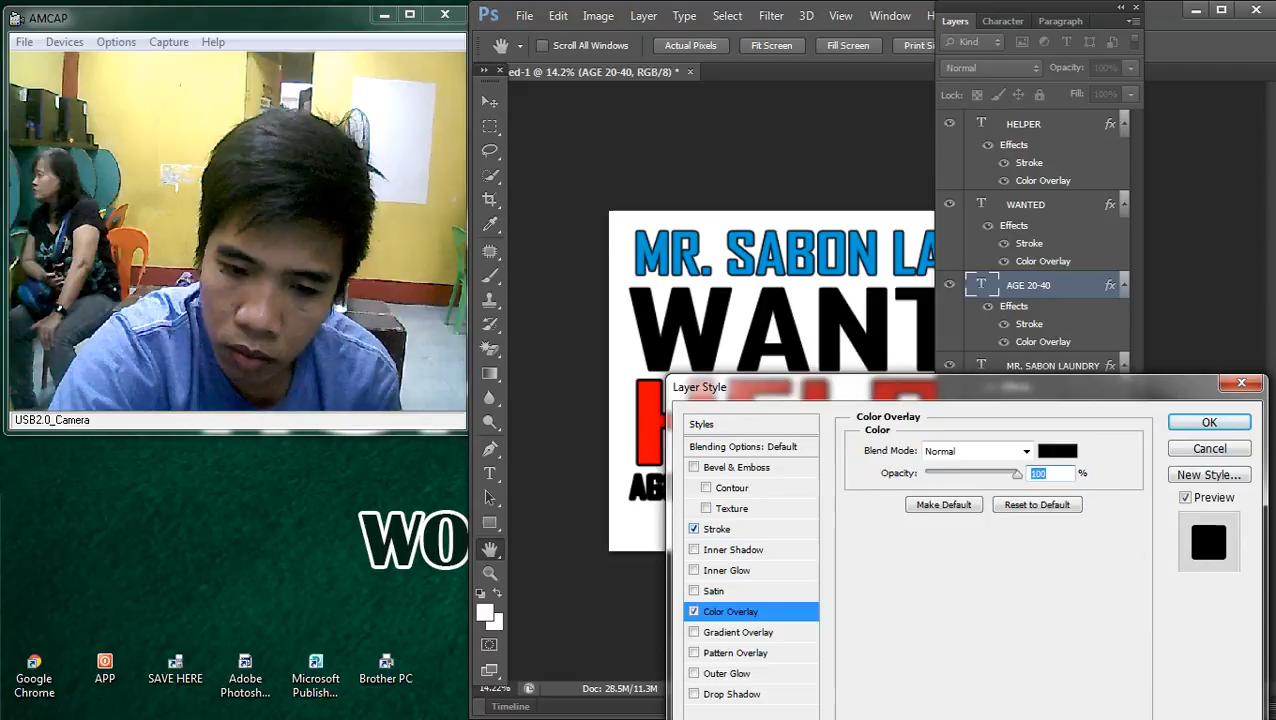 AMCAP
File Devices Options Capture Help
USB2.0_Camera
WO
Google Chrome
APP
SAVE HERE
Adobe Photosh...
Microsoft Publish...
Brother PC
Ps File Edit Image Layer Type Select Filter 3D View Window H
Scroll All Windows Actual Pixels Fit Screen Fill Screen Print Si
ed-1 @ 14.2% (AGE 20-40, RGB/8) * ×
MR. SABON LA
WANT
HELP
AG
14.22% Doc: 28.5M/11.3M
Timeline
Layers Character Paragraph
Kind
Normal Opacity: 100%
Lock: Fill: 100%
T HELPER fx
Effects
Stroke
Color Overlay
T WANTED fx
Effects
Stroke
Color Overlay
T AGE 20-40 fx
Effects
Stroke
Color Overlay
T MR. SABON LAUNDRY
Layer Style
Styles
Blending Options: Default
Bevel & Emboss
Contour
Texture
Stroke
Inner Shadow
Inner Glow
Satin
Color Overlay
Gradient Overlay
Pattern Overlay
Outer Glow
Drop Shadow
Color Overlay
Color
Blend Mode: Normal
Opacity: 100 %
Make Default Reset to Default
OK
Cancel
New Style...
Preview